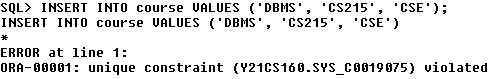 SQL> INSERT INTO course VALUES ('DBMS', 'CS215', 'CSE');
INSERT INTO course VALUES ('DBMS', 'CS215', 'CSE')
*
ERROR at line 1:
ORA-00001: unique constraint (Y21CS160.SYS_C0019075) violated